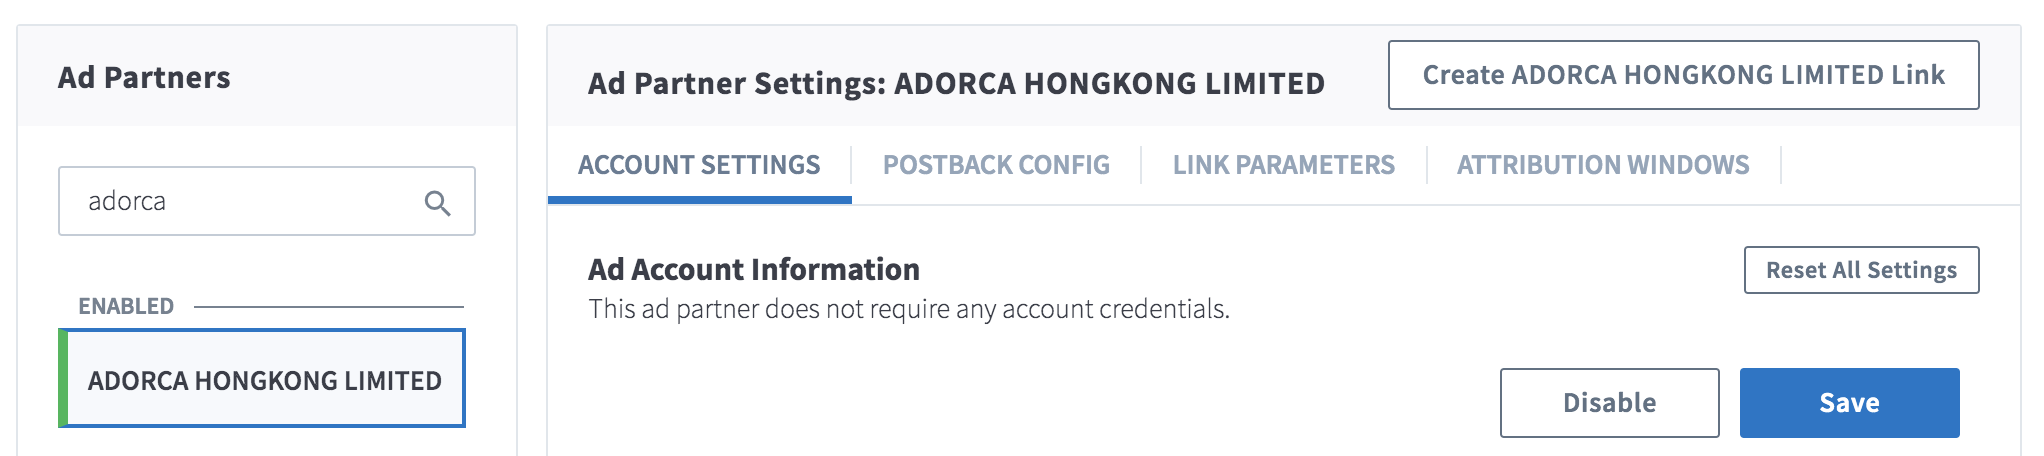 Ad Partners
adorca
ENABLED
ADORCA HONGKONG LIMITED
Ad Partner Settings: ADORCA HONGKONG LIMITED
Create ADORCA HONGKONG LIMITED Link
ACCOUNT SETTINGS
POSTBACK CONFIG
LINK PARAMETERS
ATTRIBUTION WINDOWS
Ad Account Information
Reset All Settings
This ad partner does not require any account credentials.
Disable
Save